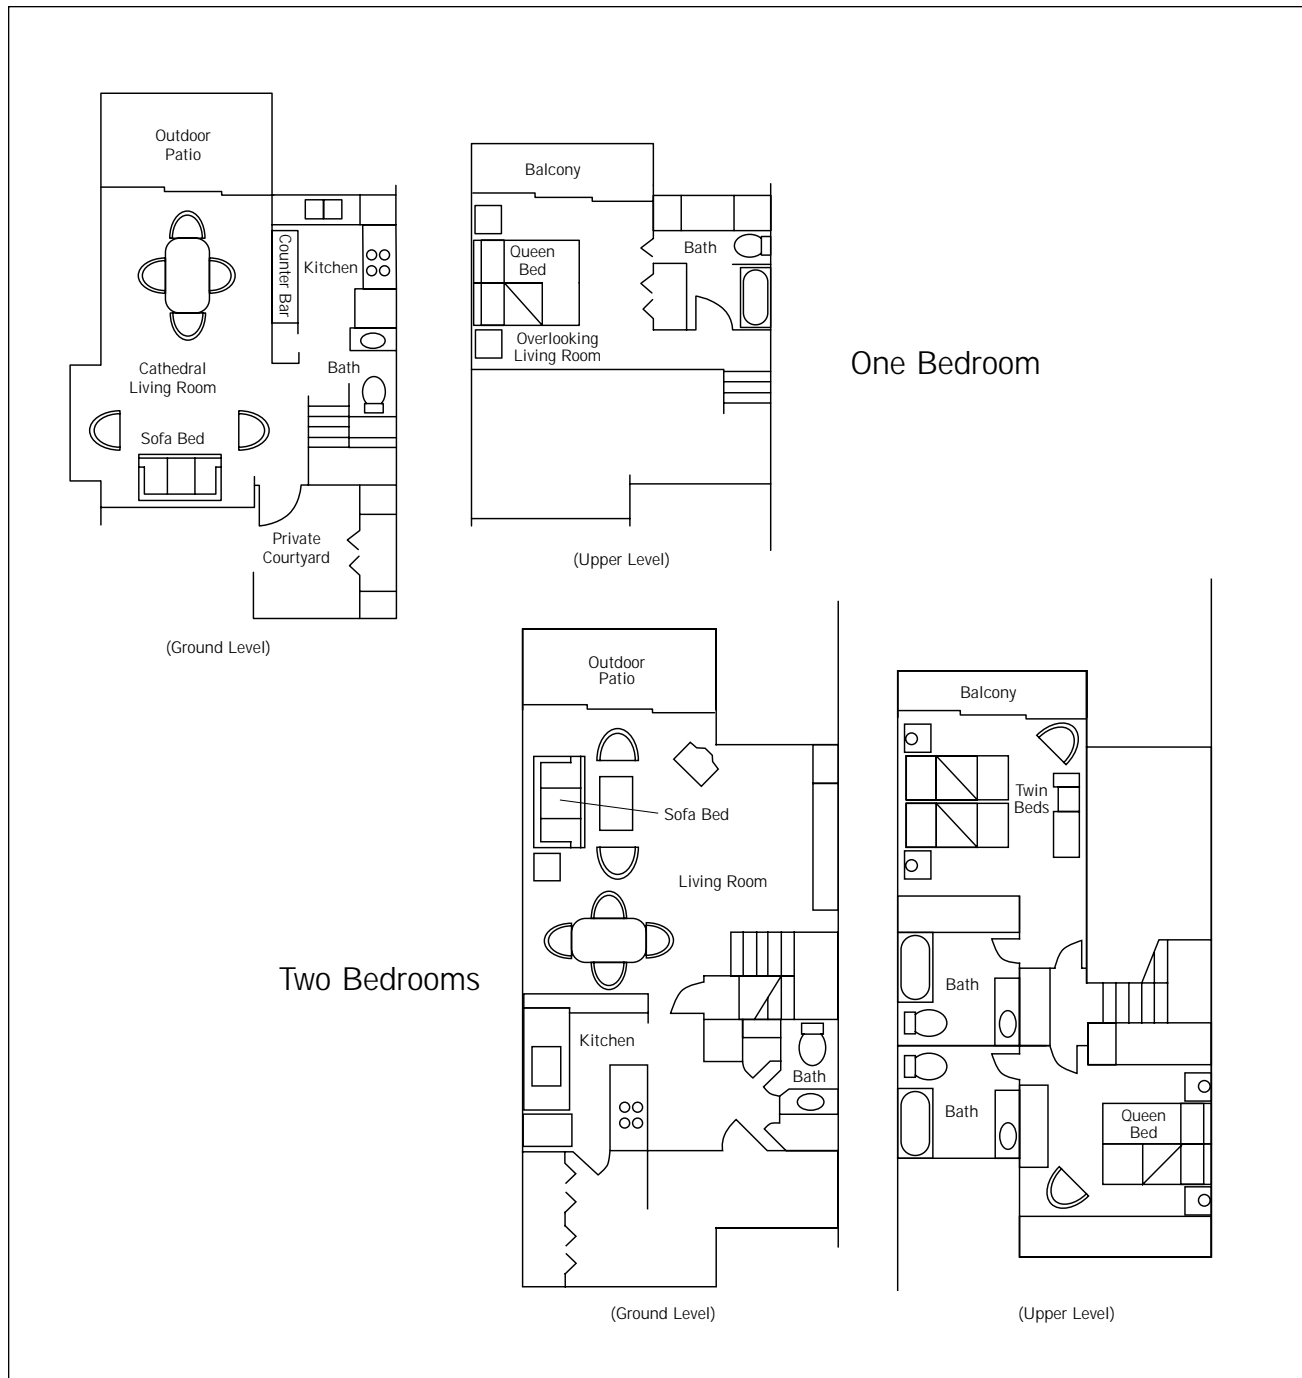 Outdoor
Patio
Counter Bar
Kitchen
Cathedral
Living Room
Bath
Sofa Bed
Private
Courtyard
(Ground Level)
Balcony
Queen
Bed
Bath
Overlooking
Living Room
(Upper Level)
One Bedroom
Two Bedrooms
Outdoor
Patio
Sofa Bed
Living Room
Kitchen
Bath
(Ground Level)
Balcony
Twin
Beds
Bath
Bath
Queen
Bed
(Upper Level)